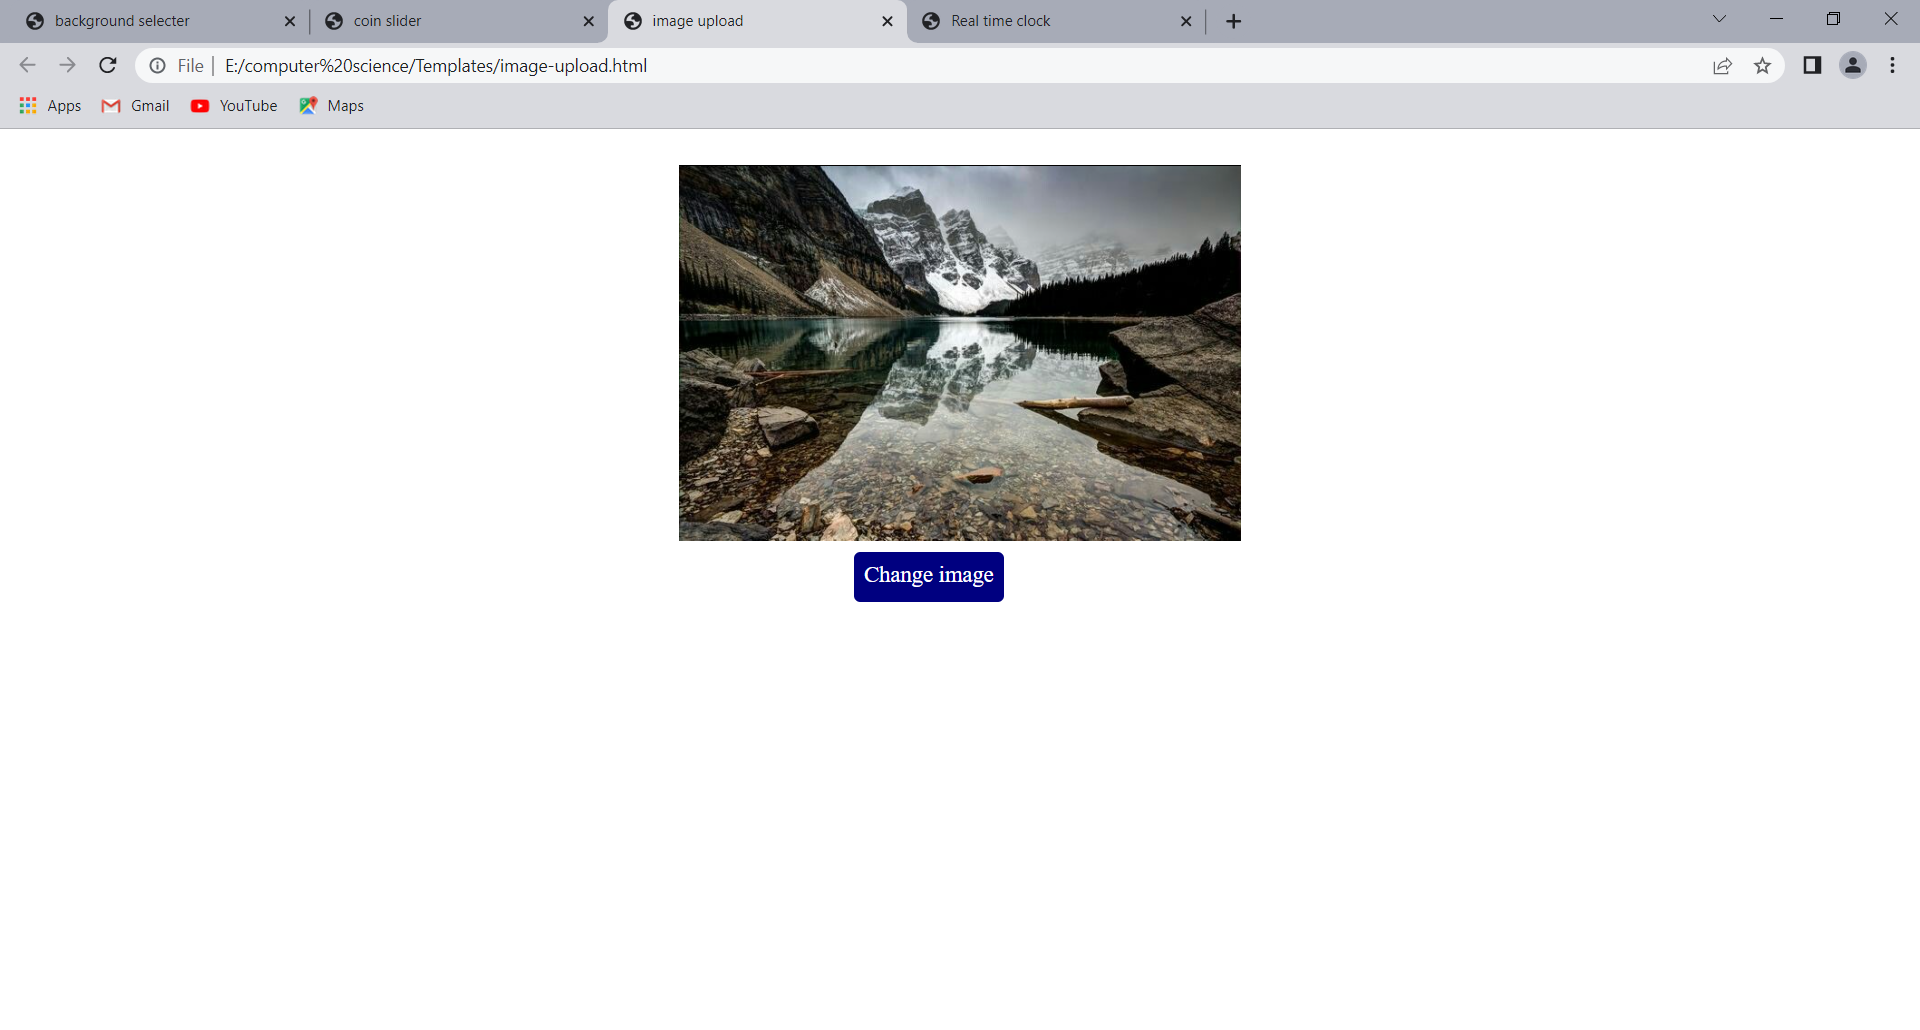 background selecter
coin slider
image upload
Real time clock
File E:/computer%20science/Templates/image-upload.html
Apps Gmail YouTube Maps
Change image